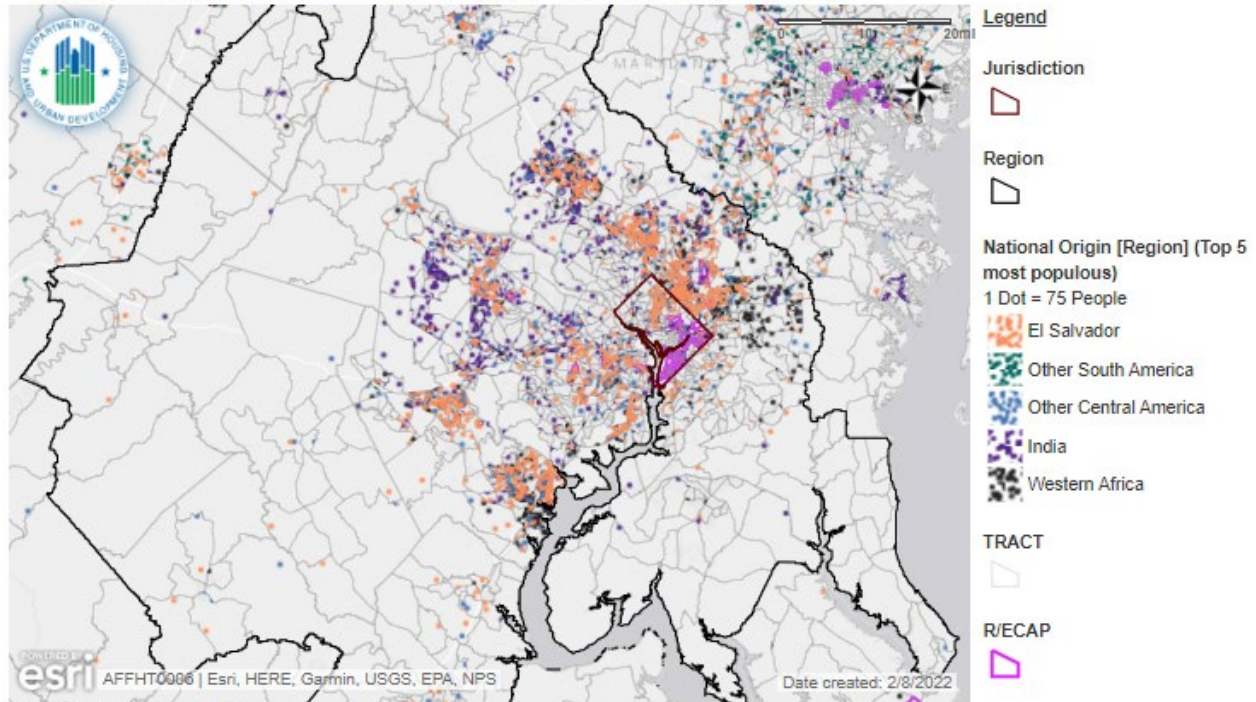 U.S. DEPARTMENT OF HOUSING
AND URBAN DEVELOPMENT
MARYLAND
0 10 20mi
N
E
S
Legend
Jurisdiction
Region
National Origin [Region] (Top 5
most populous)
1 Dot = 75 People
El Salvador
Other South America
Other Central America
India
Western Africa
TRACT
R/ECAP
POWERED BY
esri
AFFHT0006 | Esri, HERE, Garmin, USGS, EPA, NPS
Date created: 2/8/2022